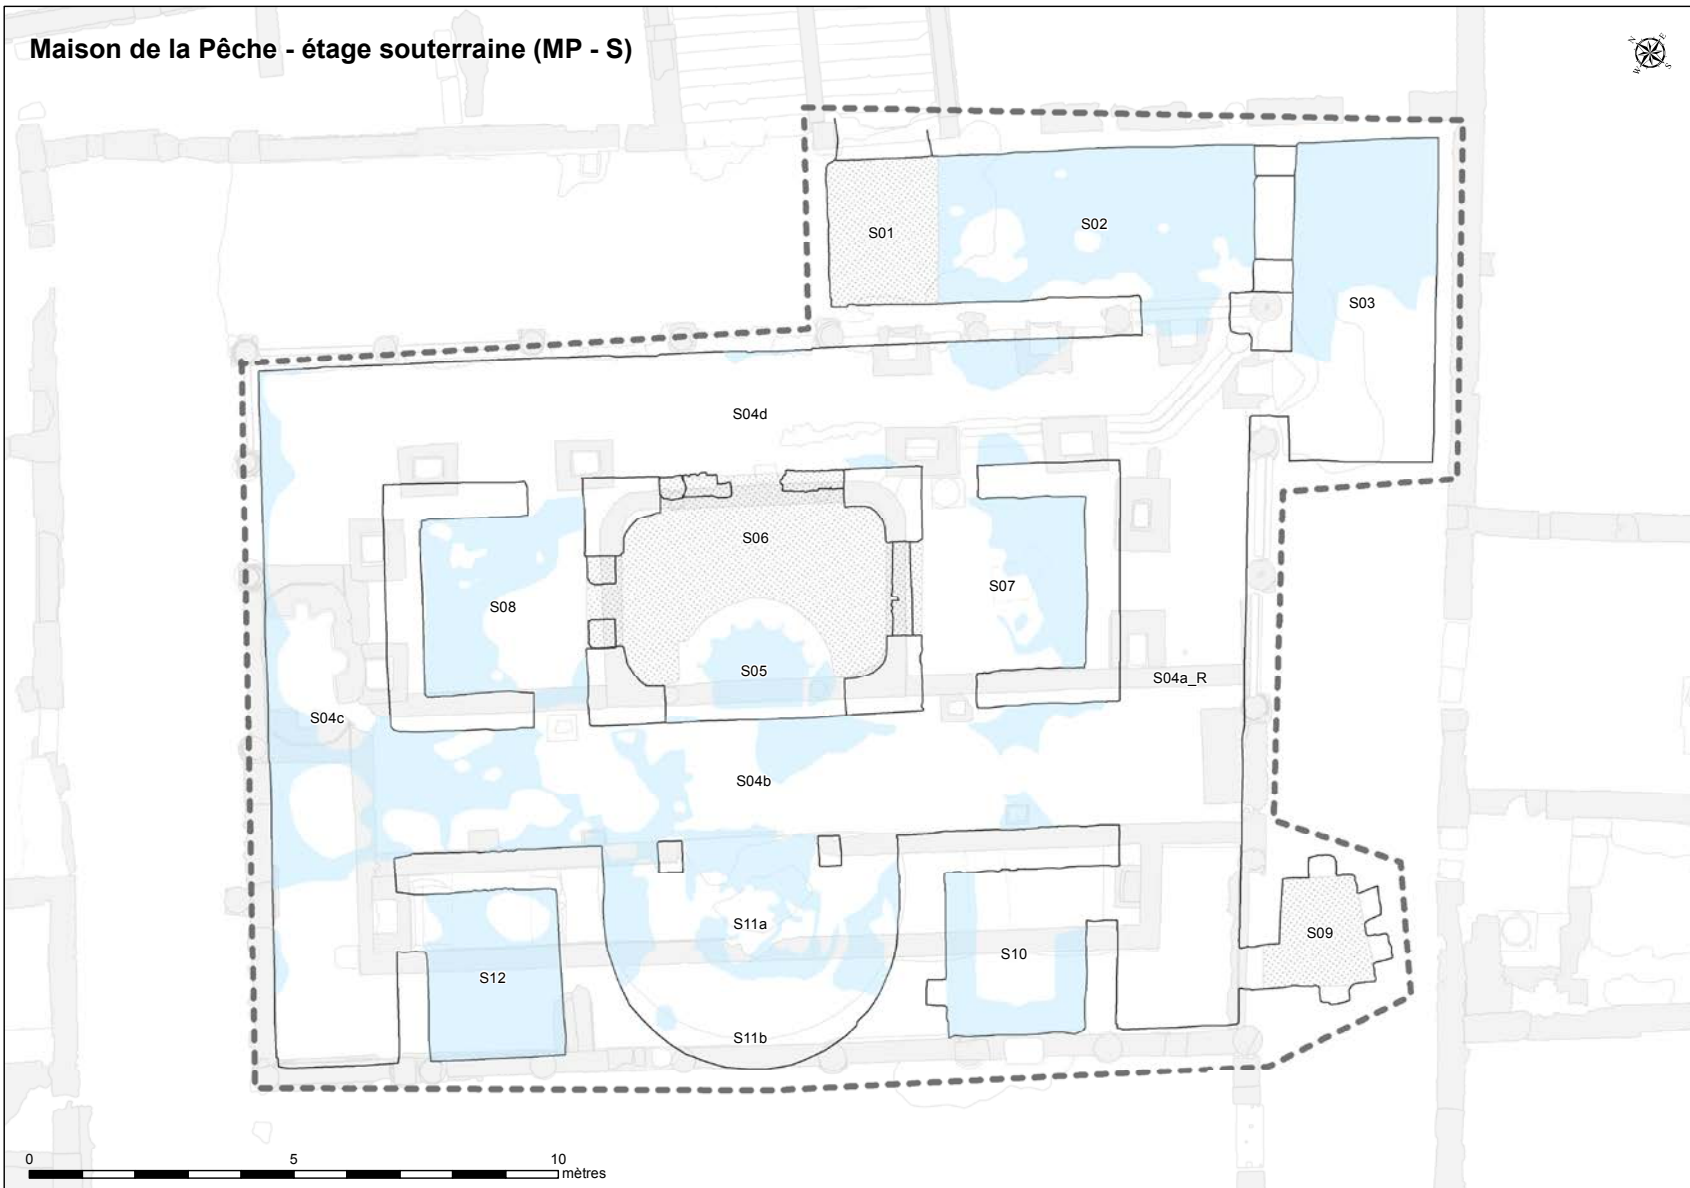 Maison de la Pêche - étage souterraine (MP - S)
N
E
W
S
S01
S02
S03
S04d
S06
S08
S07
S05
S04a_R
S04c
S04b
S11a
S09
S10
S12
S11b
0 5 10
mètres